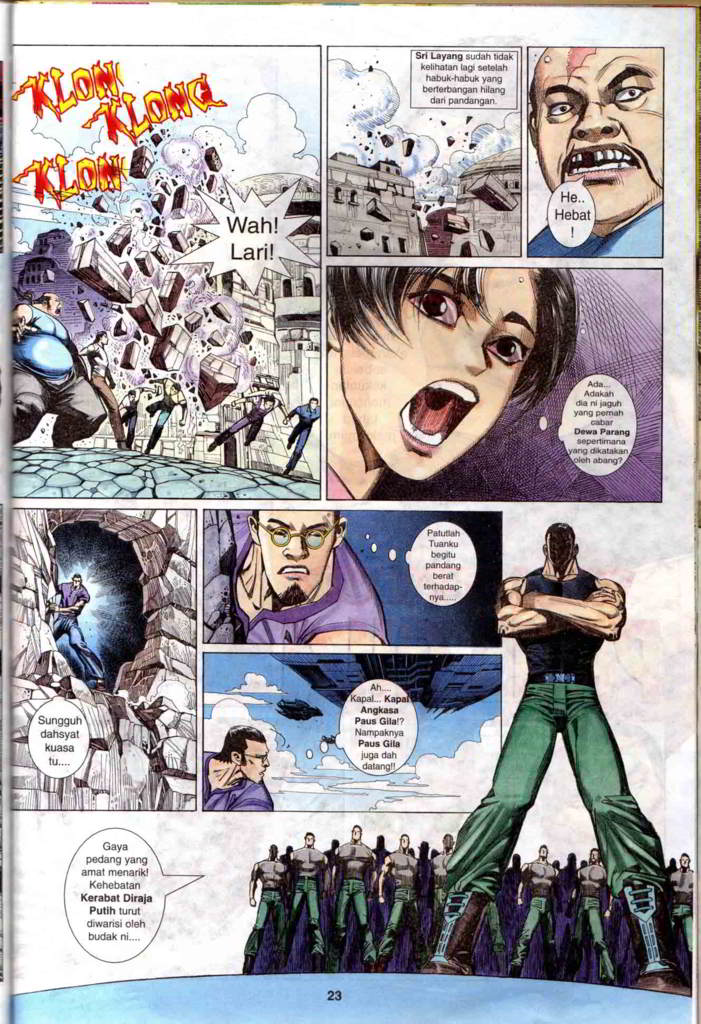 KLON
KLONG
KLON
Wah!
Lari!
Sri Layang sudah tidak
kelihatan lagi setelah
habuk-habuk yang
berterbangan hilang
dari pandangan.
He..
Hebat
!
Ada...
Adakah
dia ni jaguh
yang pernah
cabar
Dewa Parang
sepertimana
yang dikatakan
oleh abang?
Sungguh
dahsyat
kuasa
tu....
Patutlah
Tuanku
begitu
pandang
berat
terhadap-
nya.....
Ah....
Kapal... Kapal
Angkasa
Paus Gila!?
Nampaknya
Paus Gila
juga dah
datang!!
Gaya
pedang yang
amat menarik!
Kehebatan
Kerabat Diraja
Putih turut
diwarisi oleh
budak ni....
23